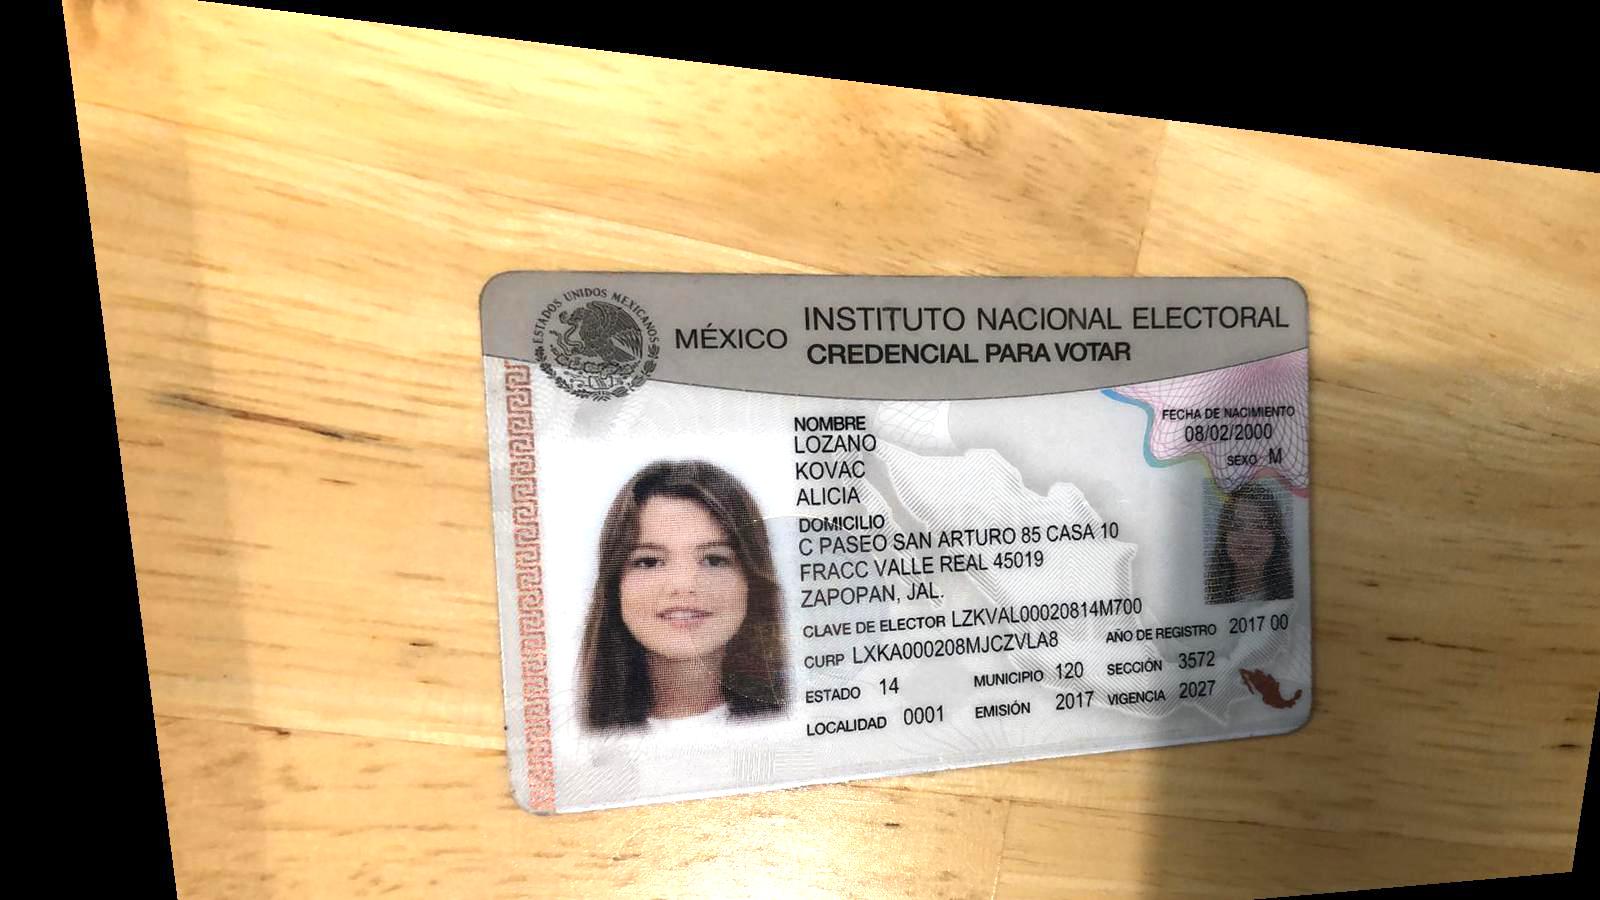 ESTADOS UNIDOS MEXICANOS
MÉXICO
INSTITUTO NACIONAL ELECTORAL
CREDENCIAL PARA VOTAR
NOMBRE
LOZANO
KOVAC
ALICIA
FECHA DE NACIMIENTO
08/02/2000
SEXO M
DOMICILIO
C PASEO SAN ARTURO 85 CASA 10
FRACC VALLE REAL 45019
ZAPOPAN, JAL.
CLAVE DE ELECTOR LZKVAL00020814M700
CURP LXKA000208MJCZVLA8 AÑO DE REGISTRO 2017 00
ESTADO 14 MUNICIPIO 120 SECCIÓN 3572
LOCALIDAD 0001 EMISIÓN 2017 VIGENCIA 2027